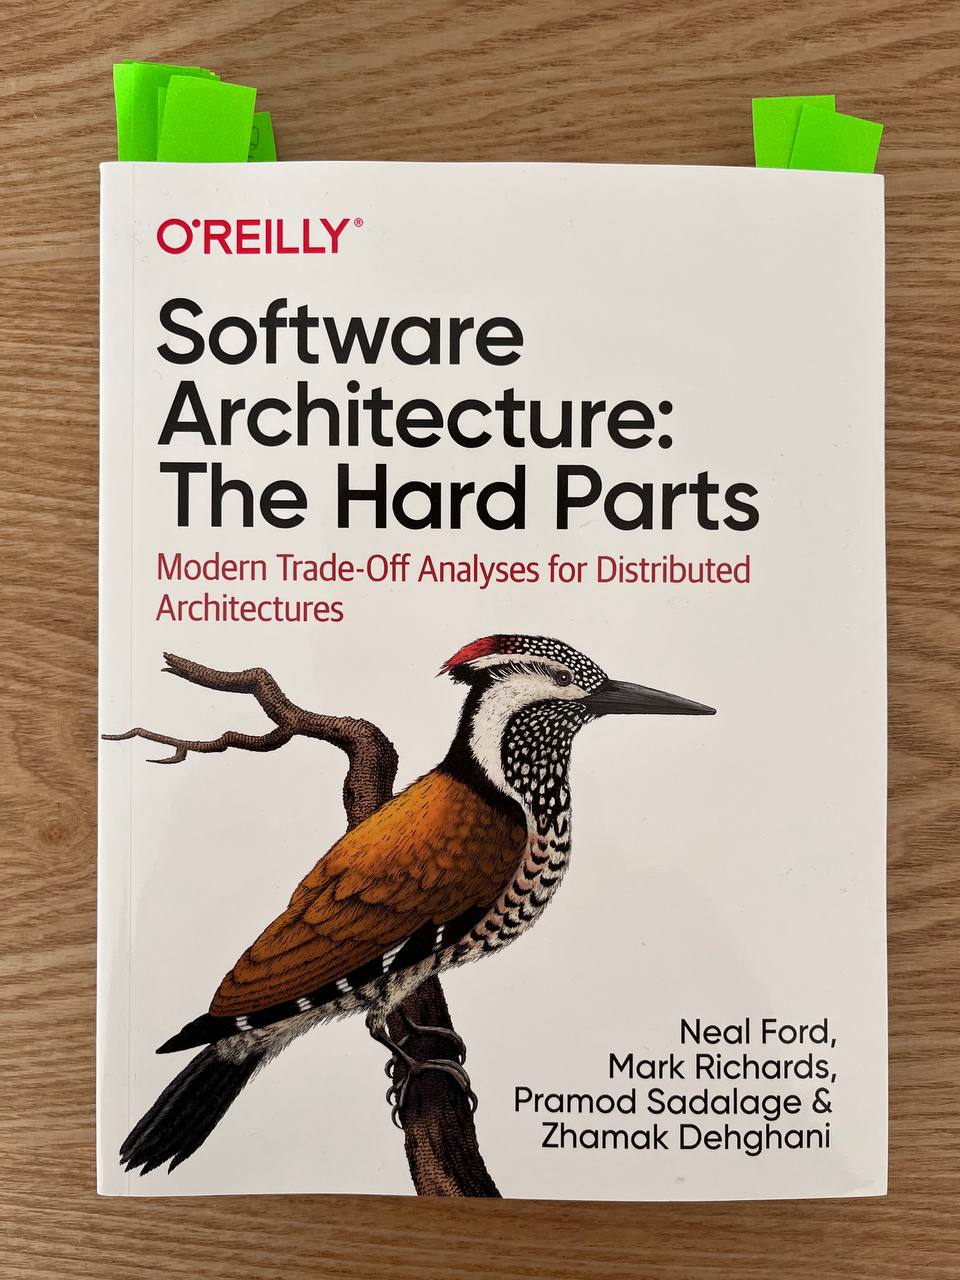 O'REILLY®
Software
Architecture:
The Hard Parts
Modern Trade-Off Analyses for Distributed
Architectures
Neal Ford,
Mark Richards,
Pramod Sadalage &
Zhamak Dehghani